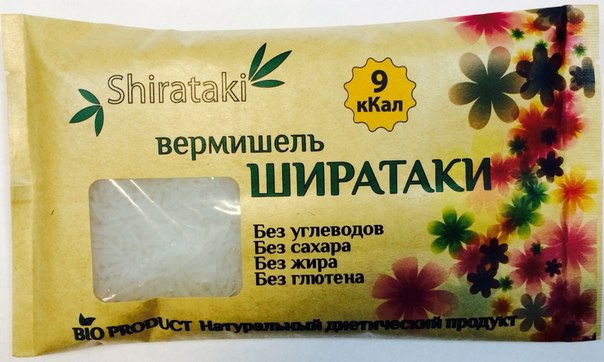 Shirataki
9
кКал
вермишель
ШИРАТАКИ
Без углеводов
Без сахара
Без жира
Без глютена
BIO PRODUCT Натуральный диетический продукт